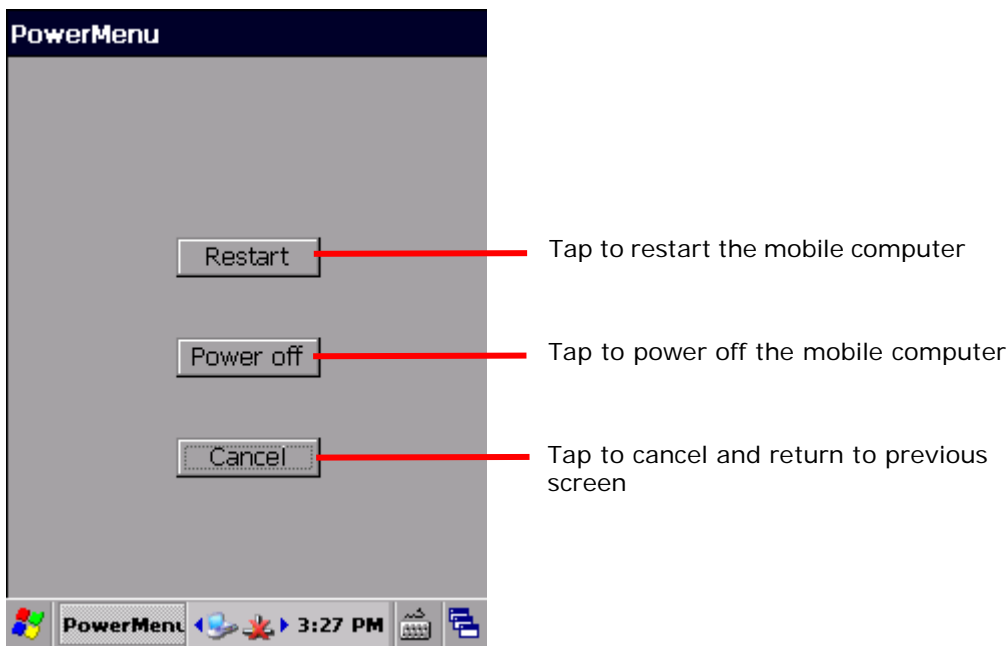 PowerMenu
Restart
Tap to restart the mobile computer
Power off
Tap to power off the mobile computer
Cancel
Tap to cancel and return to previous
screen
PowerMenu
3:27 PM